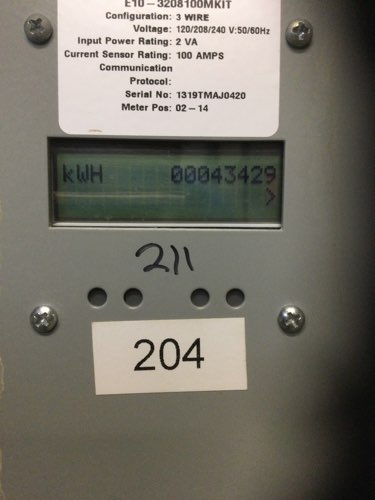 E10-3208100MKIT
Configuration: 3 WIRE
Voltage: 120/208/240 V:50/60Hz
Input Power Rating: 2 VA
Current Sensor Rating: 100 AMPS
Communication
Protocol:
Serial No: 1319TMAJ0420
Meter Pos: 02-14
kWH 00043429
>
211
204